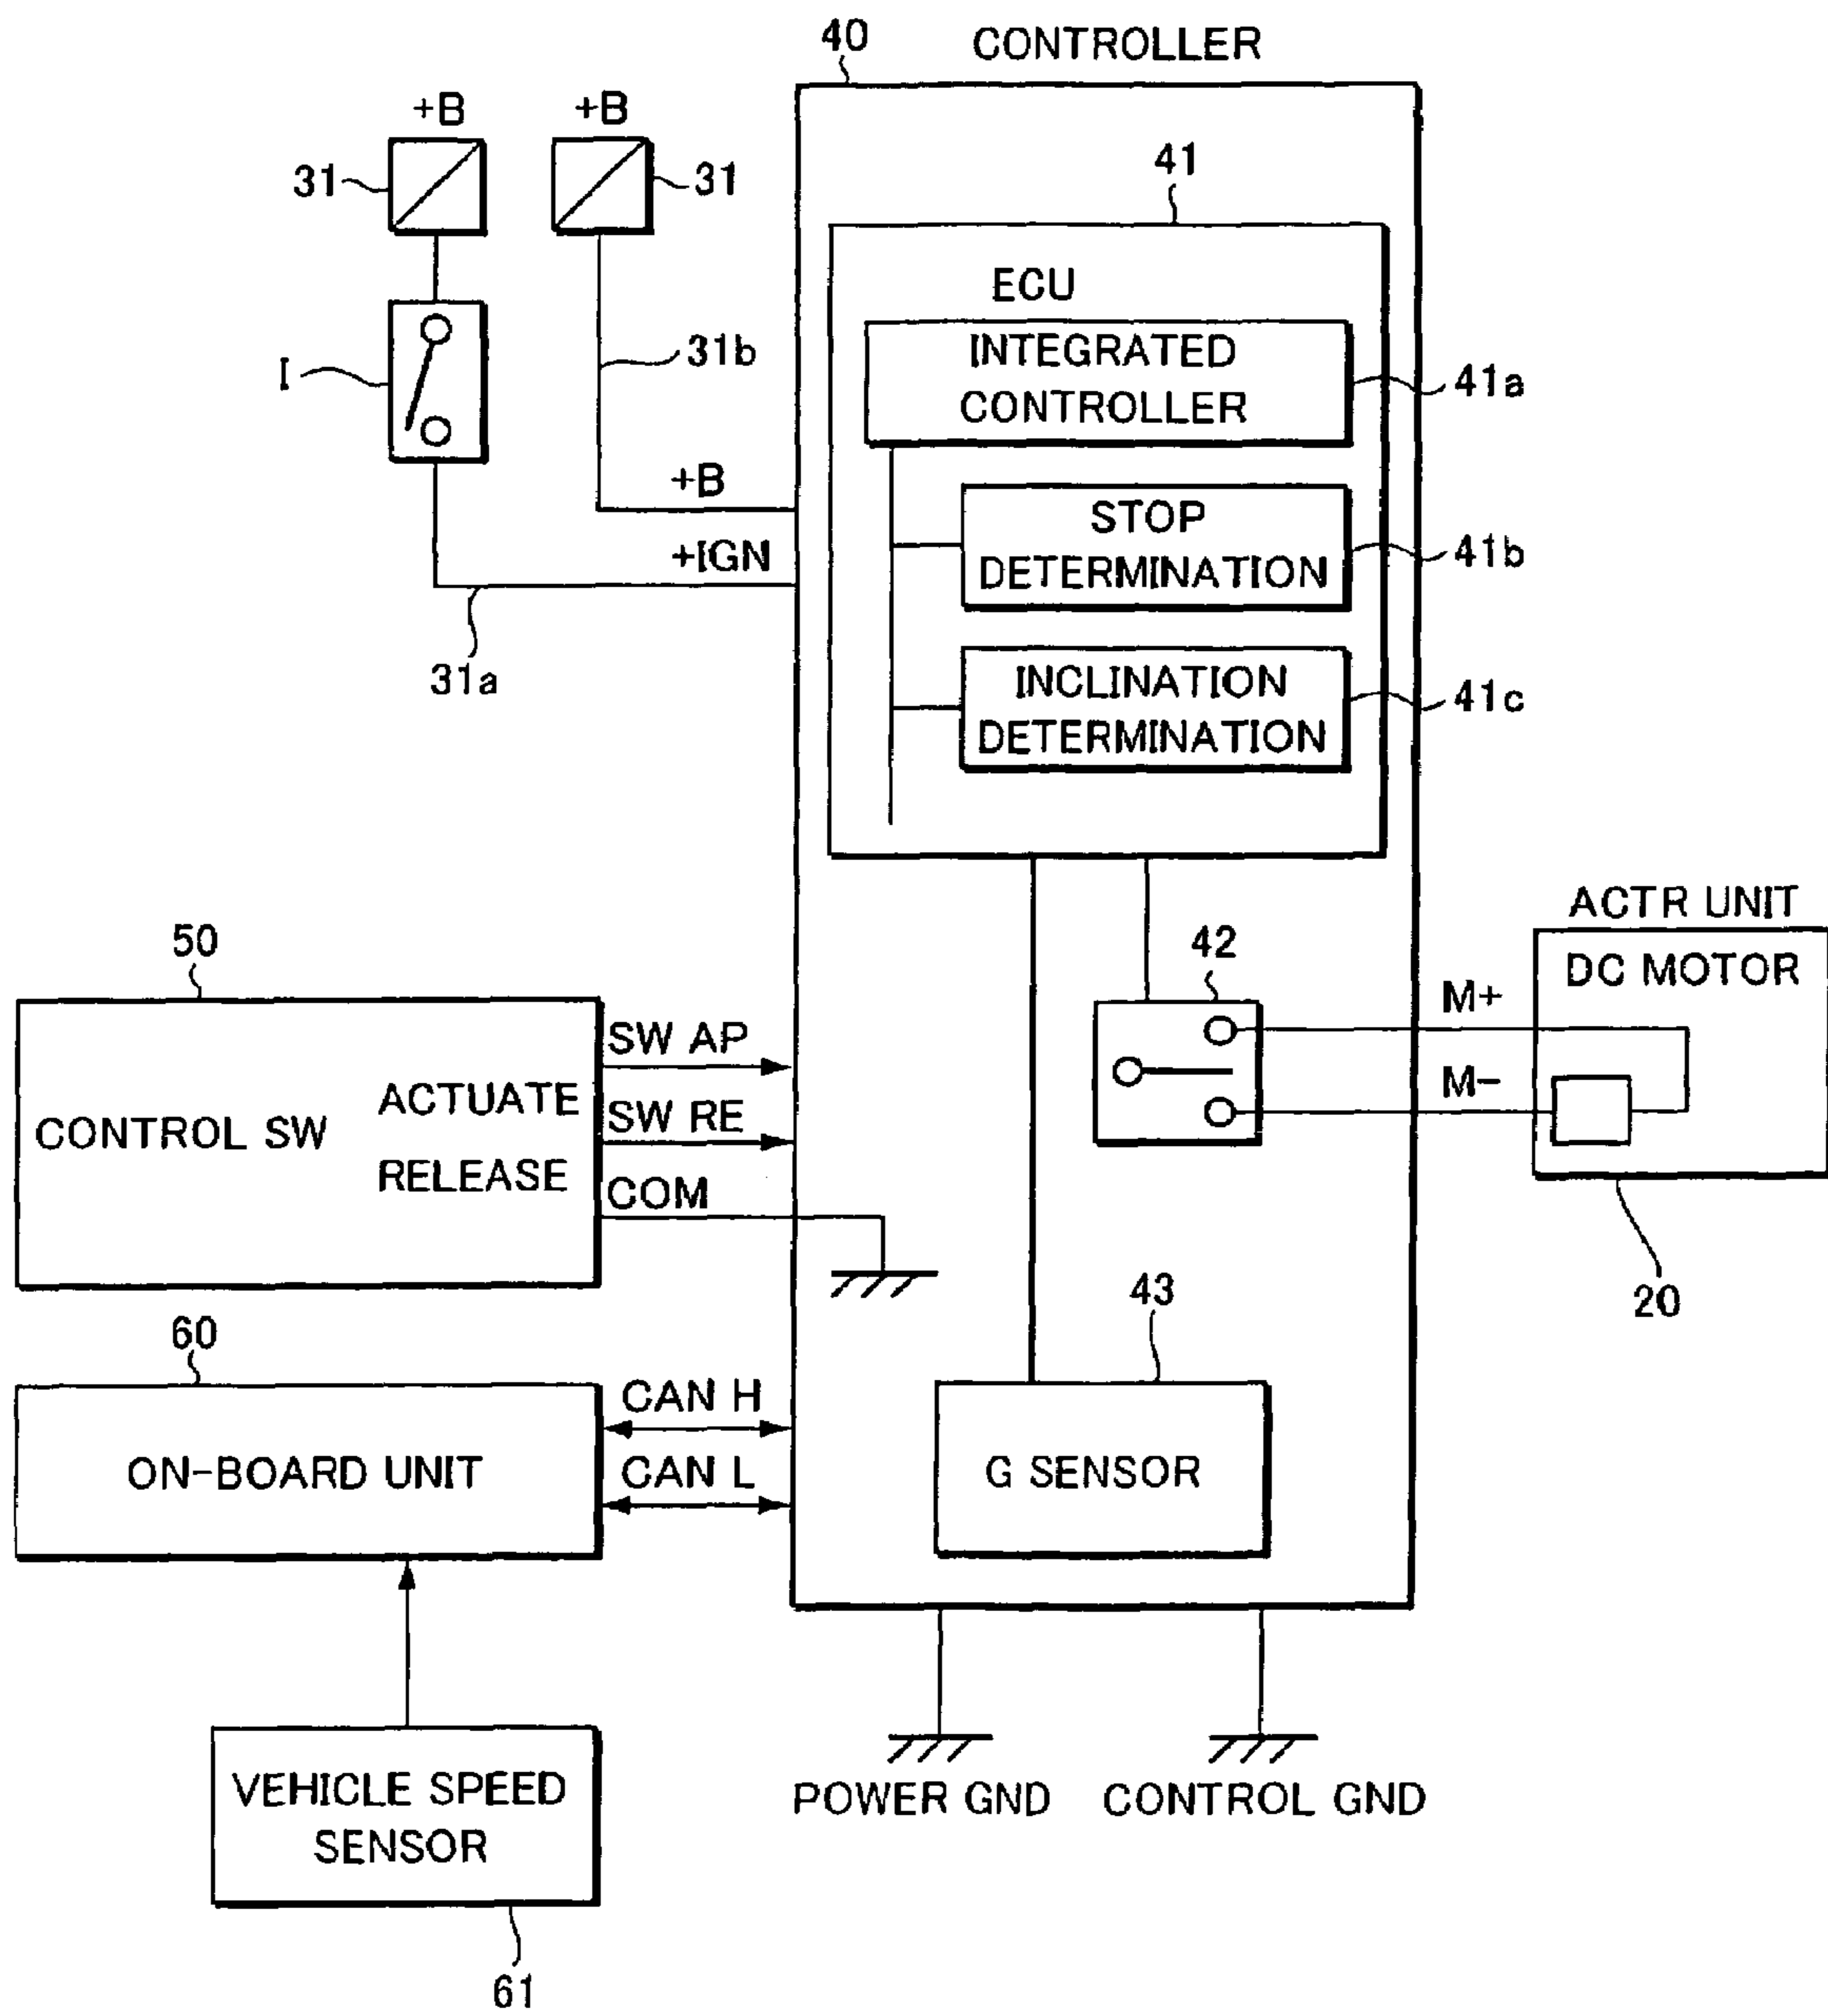 40
CONTROLLER
+B
+B
31
31
41
ECU
I
31b
INTEGRATED
CONTROLLER
41a
+B
STOP
DETERMINATION
41b
+IGN
31a
INCLINATION
DETERMINATION
41c
50
CONTROL SW
ACTUATE
RELEASE
SW AP
SW RE
COM
42
M+
M-
ACTR UNIT
DC MOTOR
20
60
ON-BOARD UNIT
CAN H
CAN L
43
G SENSOR
VEHICLE SPEED
SENSOR
61
POWER GND
CONTROL GND